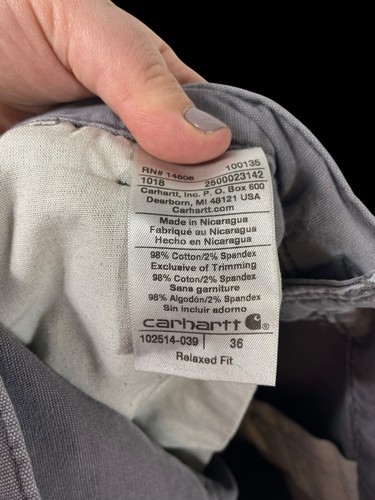 RN# 14806 100135
1018 2500023142
Carhartt, Inc. P.O. Box 600
Dearborn, MI 48121 USA
Carhartt.com
Made in Nicaragua
Fabriqué au Nicaragua
Hecho en Nicaragua
98% Cotton/2% Spandex
Exclusive of Trimming
98% Coton/2% Spandex
Sans garniture
98% Algodón/2% Spandex
Sin incluir adorno
carhartt ®
102514-039 | 36
Relaxed Fit